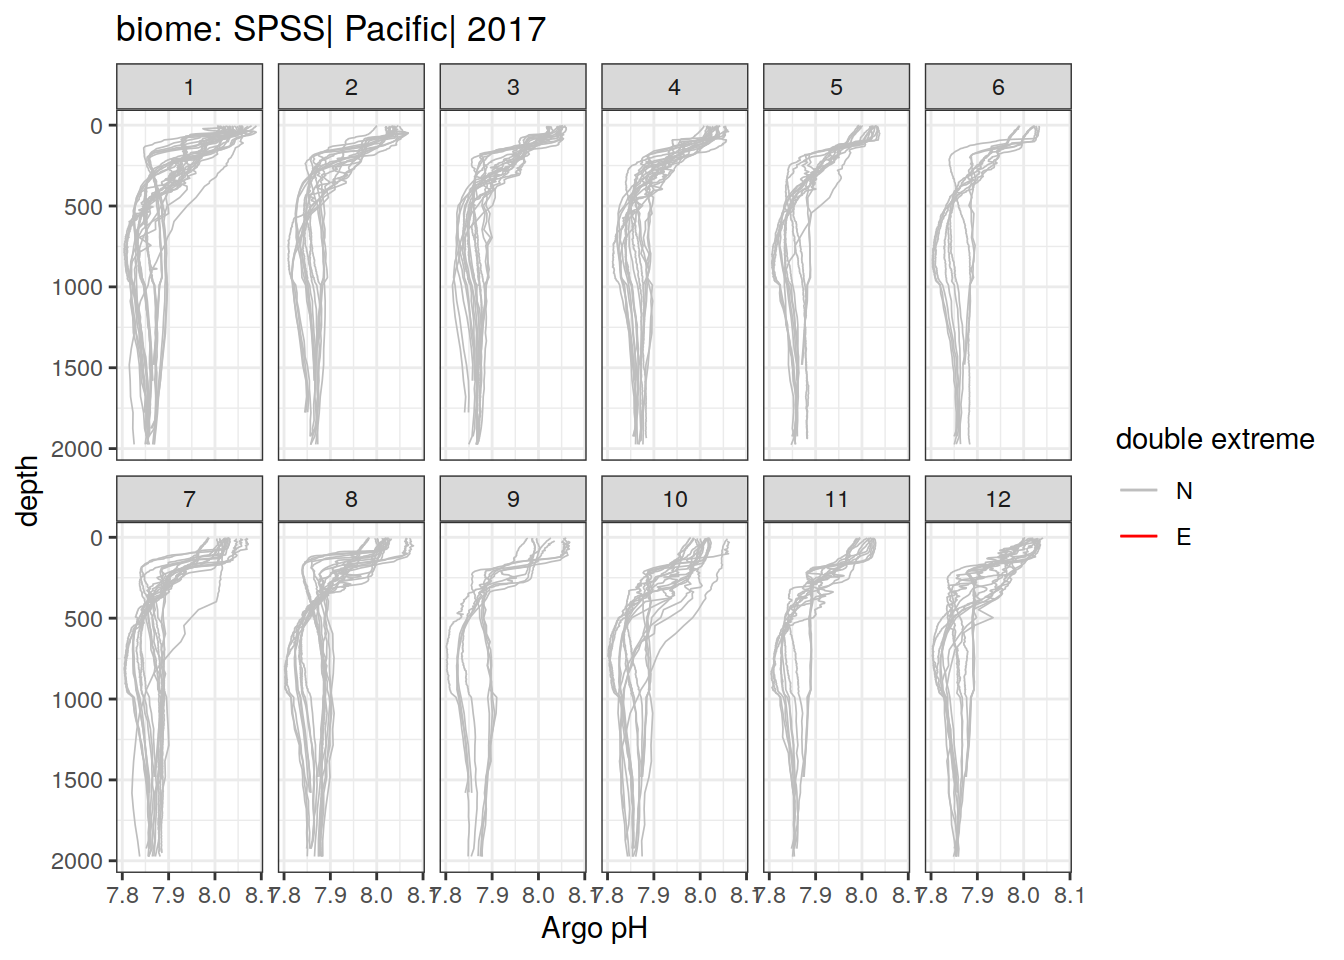 biome: SPSS| Pacific| 2017
1 2 3 4 5 6
0
500
1000
1500
2000
7 8 9 10 11 12
0
500
1000
1500
2000
7.8 7.9 8.0 8.1 7.8 7.9 8.0 8.1 7.8 7.9 8.0 8.1 7.8 7.9 8.0 8.1 7.8 7.9 8.0 8.1 7.8 7.9 8.0 8.1
Argo pH
depth
double extreme
N
E